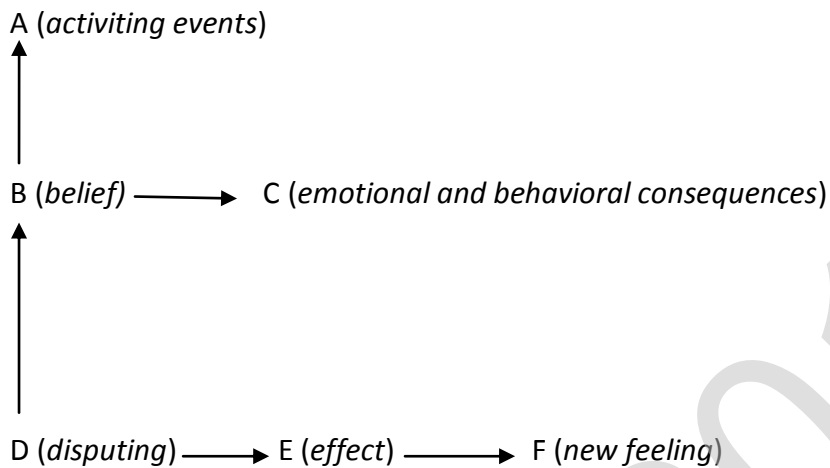 A (activiting events)
B (belief) C (emotional and behavioral consequences)
D (disputing) E (effect) F (new feeling)